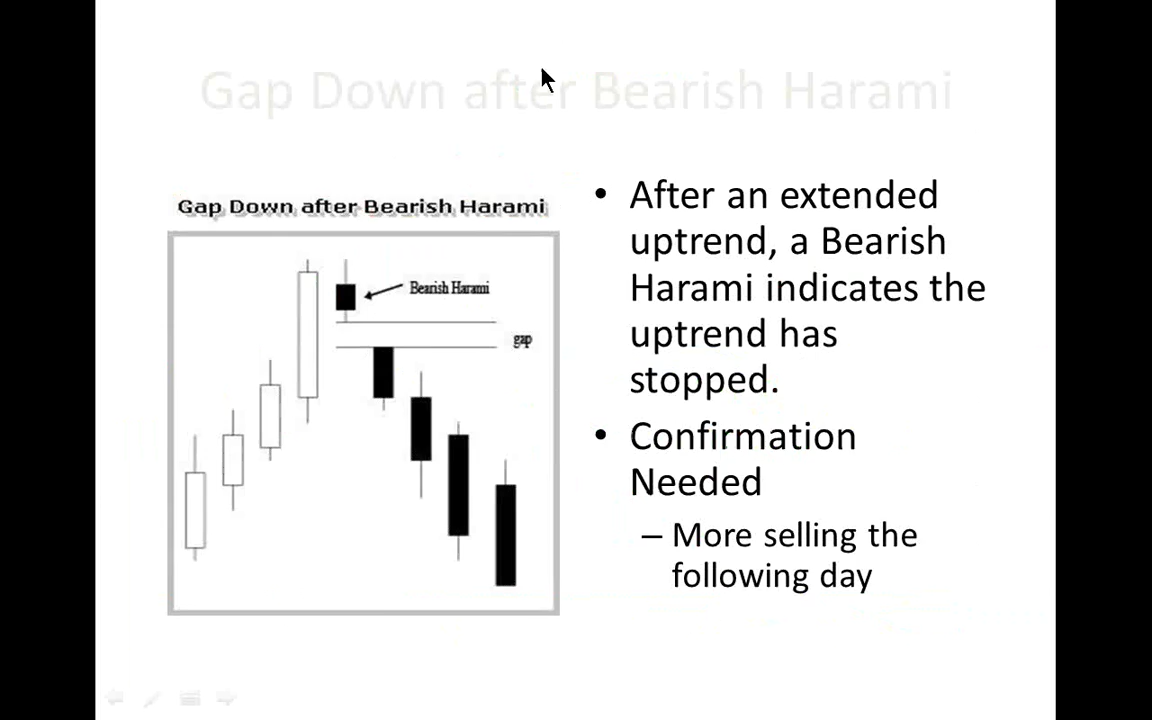 Gap Down after Bearish Harami
Gap Down after Bearish Harami
Bearish Harami
gap
• After an extended
uptrend, a Bearish
Harami indicates the
uptrend has
stopped.
• Confirmation
Needed
– More selling the
following day